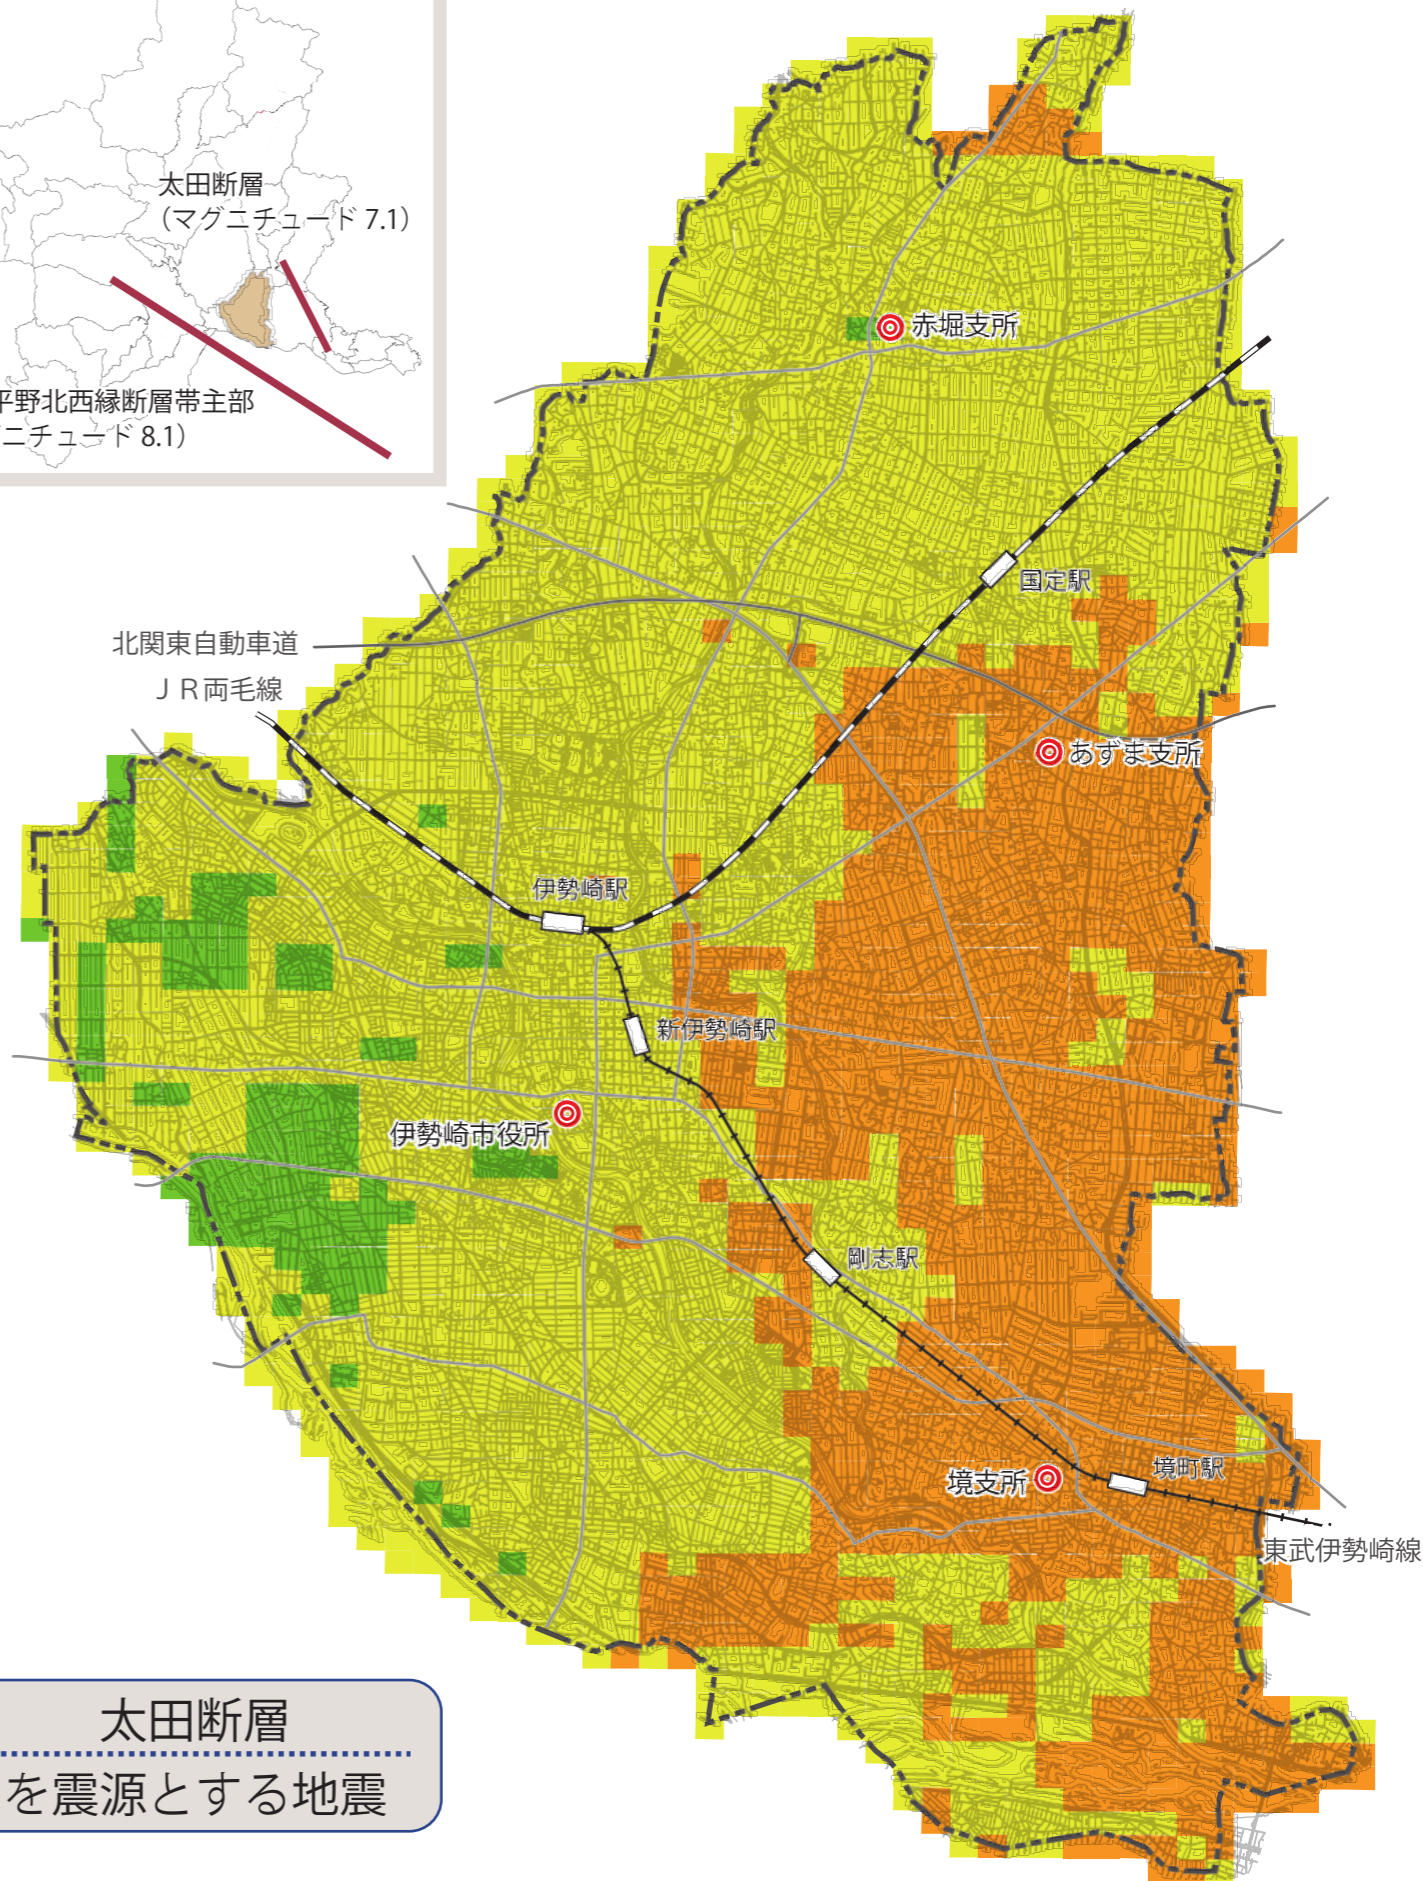 太田断層
（マグニチュード 7.1）
平野北西縁断層帯主部
ニチュード 8.1）
赤堀支所
国定駅
北関東自動車道
ＪＲ両毛線
あずま支所
伊勢崎駅
新伊勢崎駅
伊勢崎市役所
剛志駅
境支所
境町駅
東武伊勢崎線
太田断層
を震源とする地震